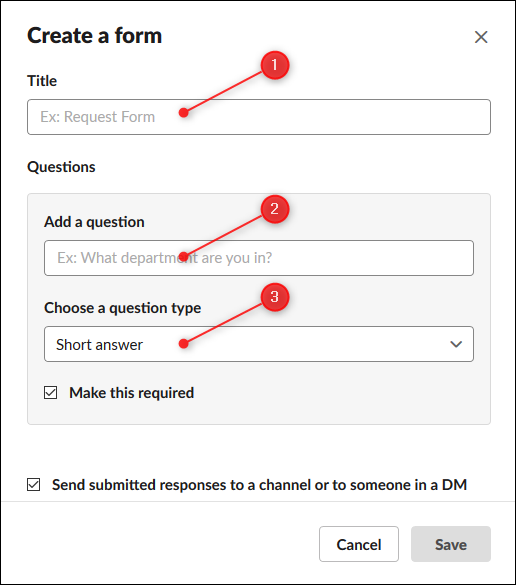 Create a form
1
Title
Ex: Request Form
Questions
2
Add a question
Ex: What department are you in?
3
Choose a question type
Short answer
Make this required
Send submitted responses to a channel or to someone in a DM
Cancel
Save